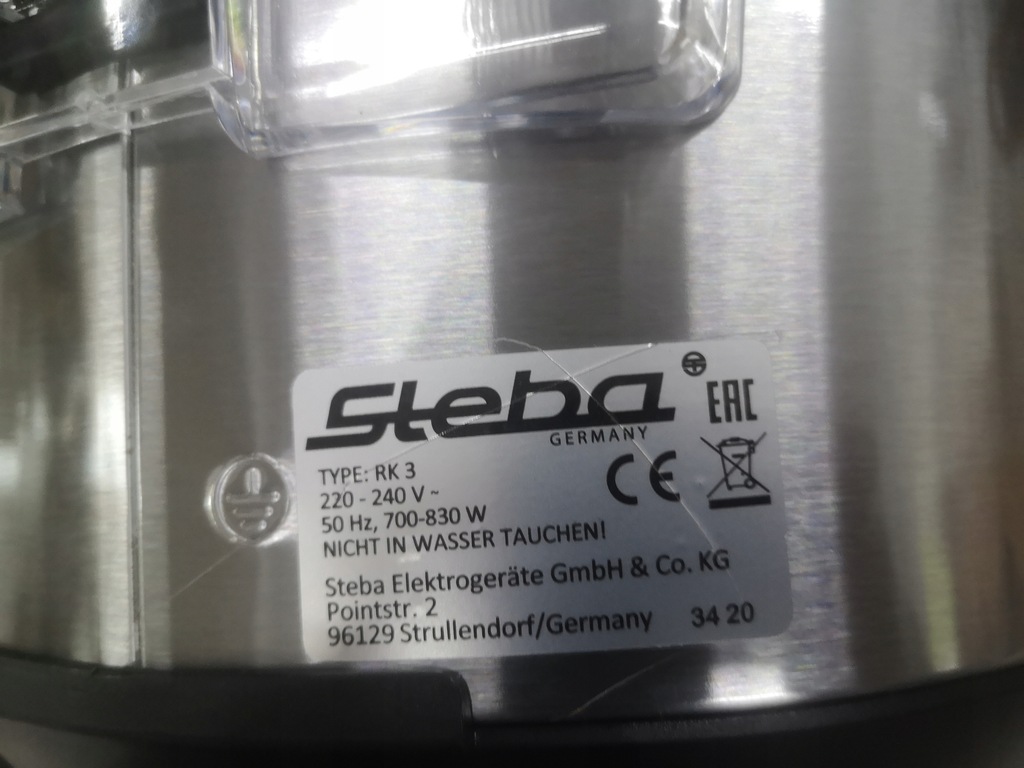 Steba
GERMANY
EAC
CE
TYPE: RK 3
220 - 240 V ~
50 Hz, 700-830 W
NICHT IN WASSER TAUCHEN!
Steba Elektrogeräte GmbH & Co. KG
Pointstr. 2
96129 Strullendorf/Germany
34 20